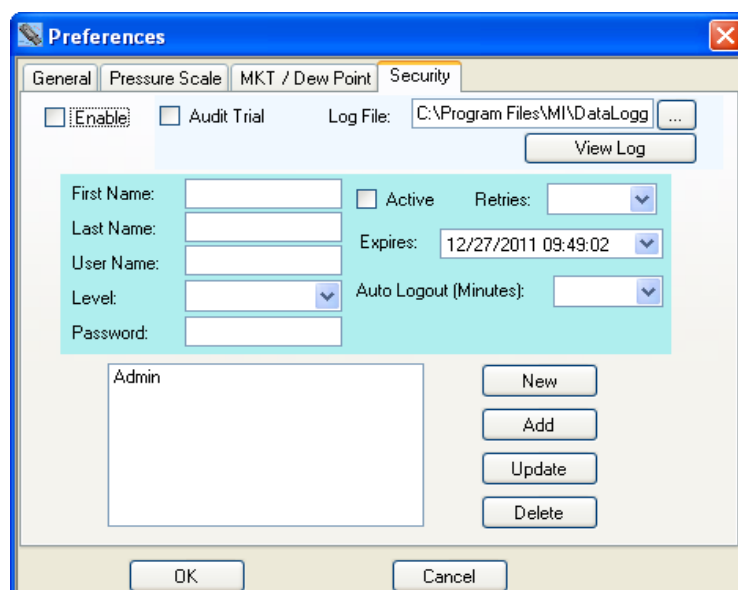 Preferences
General Pressure Scale MKT / Dew Point Security
Enable Audit Trial Log File: C:\Program Files\MI\DataLogg ...
View Log
First Name: Active Retries:
Last Name:
Expires: 12/27/2011 09:49:02
User Name:
Level: Auto Logout (Minutes):
Password:
Admin New
Add
Update
Delete
OK Cancel